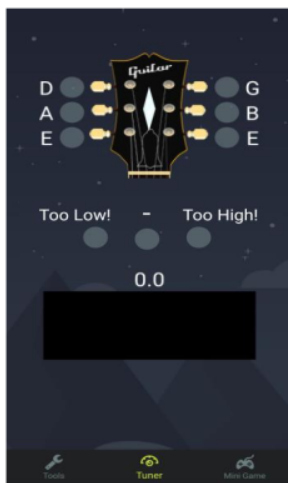 Guitar
D G
A B
E E
Too Low! - Too High!
0.0
Tools Tuner Mini Game